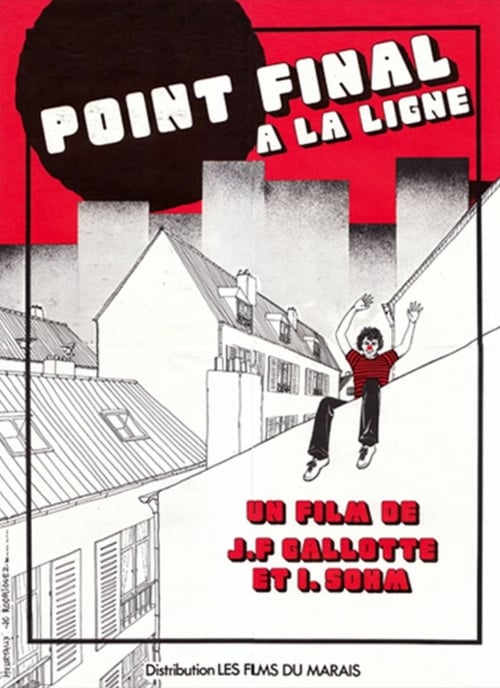 POINT FINAL
A LA LIGNE
UN FILM DE
J.F GALLOTTE
ET I. SOHM
Distribution LES FILMS DU MARAIS